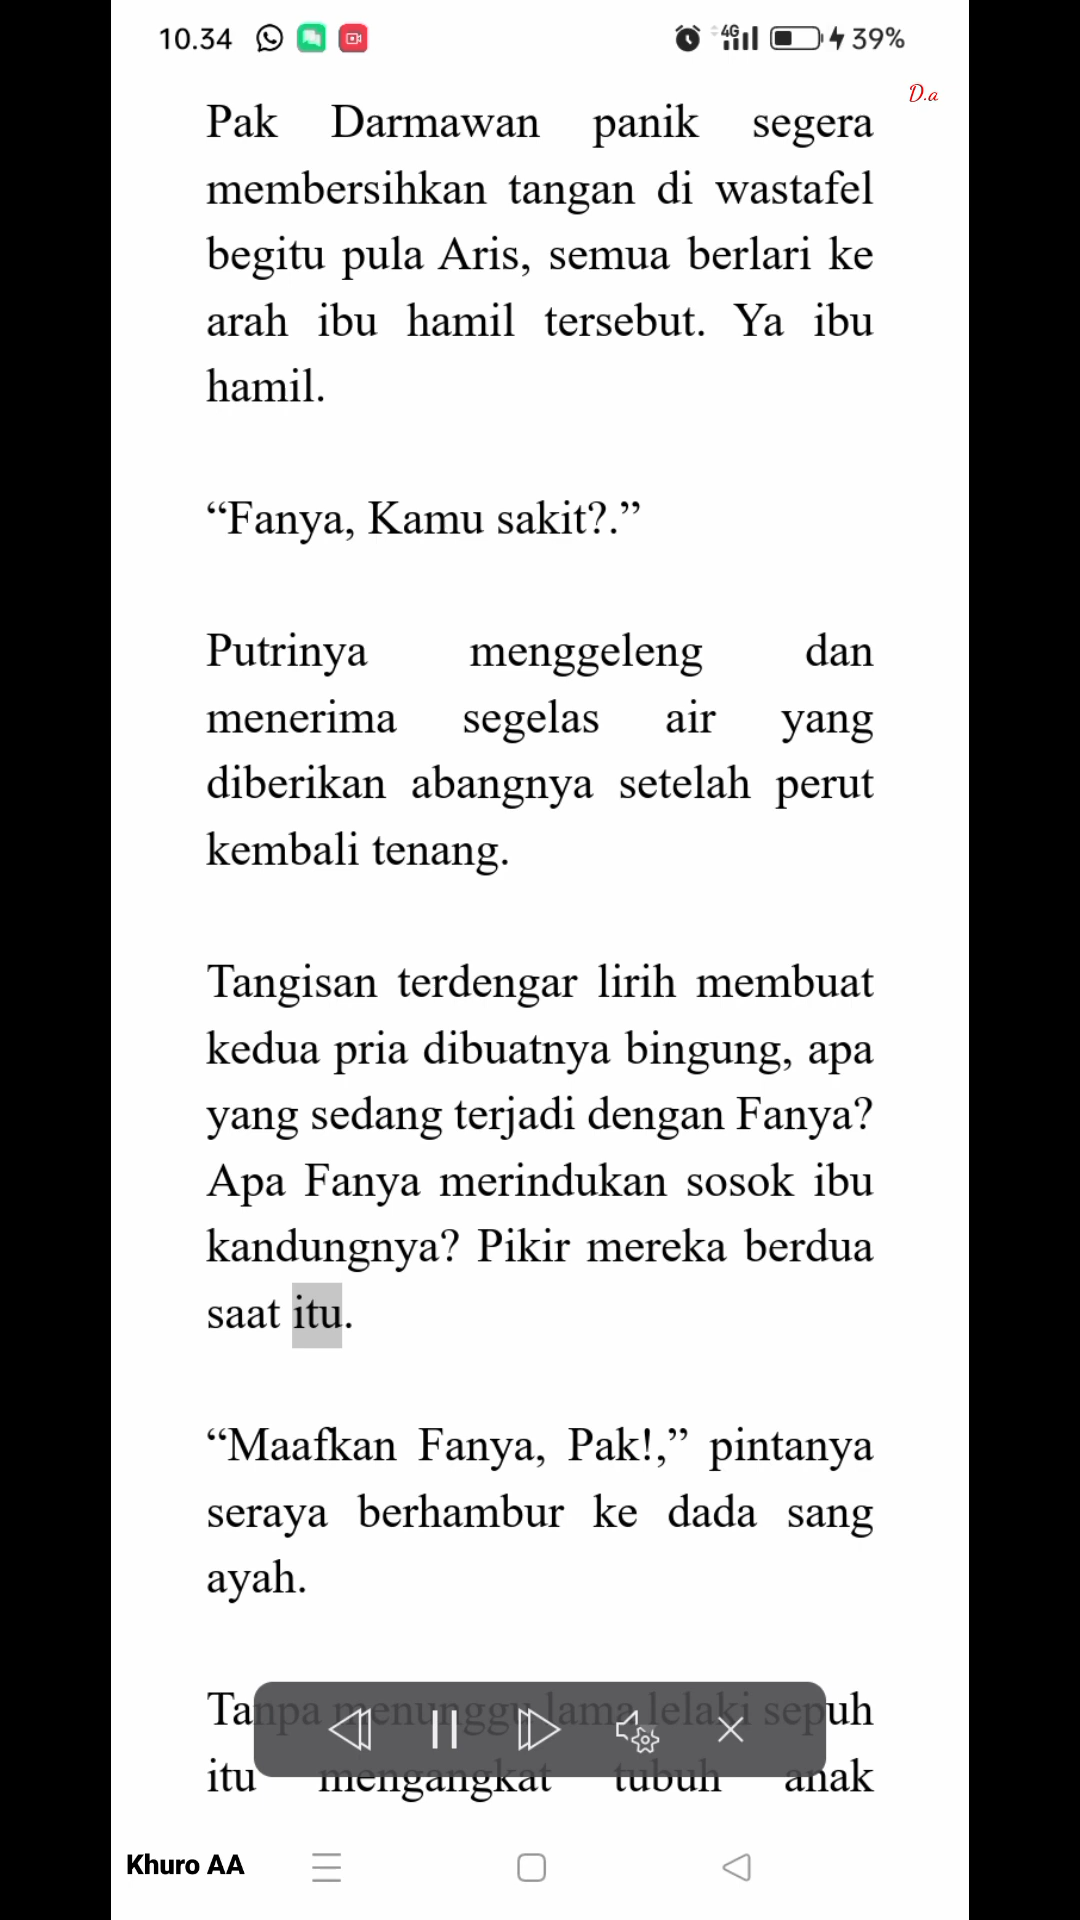 10.34
4G
39%
D.a
Pak Darmawan panik segera
membersihkan tangan di wastafel
begitu pula Aris, semua berlari ke
arah ibu hamil tersebut. Ya ibu
hamil.
“Fanya, Kamu sakit?.”
Putrinya menggeleng dan
menerima segelas air yang
diberikan abangnya setelah perut
kembali tenang.
Tangisan terdengar lirih membuat
kedua pria dibuatnya bingung, apa
yang sedang terjadi dengan Fanya?
Apa Fanya merindukan sosok ibu
kandungnya? Pikir mereka berdua
saat itu.
“Maafkan Fanya, Pak!,” pintanya
seraya berhambur ke dada sang
ayah.
Tanpa menunggu lama lelaki sepuh
itu mengangkat tubuh anak
Khuro AA